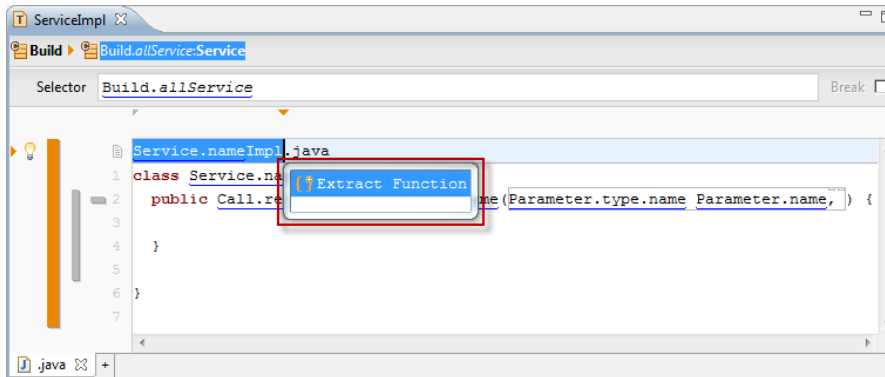 ServiceImpl
Build Build.allService:Service
Selector Build.allService Break
Service.nameImpl.java
1 class Service.na
Extract Function
2 public Call.re me(Parameter.type.name Parameter.name, ) {
3
4 }
5
6 }
7
.java +